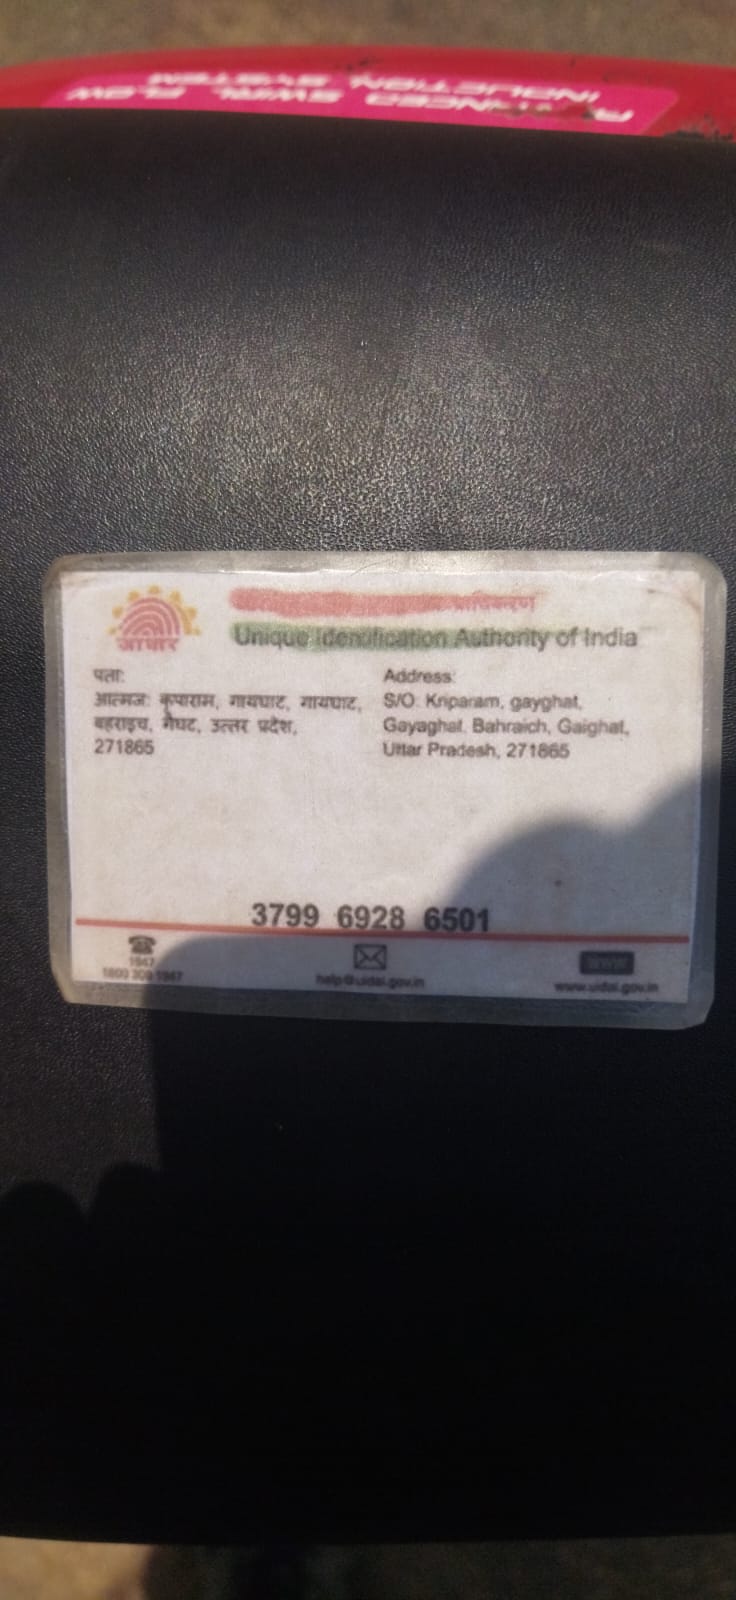 SWIRL FLOW
INDUCTION SYSTEM
आधार
प्राधिकरण
Unique Identification Authority of India
पता:
आत्मज: कृपाराम, गायघाट, गायघाट,
बहराइच, गैघट, उत्तर प्रदेश,
271865
Address:
S/O: Kriparam, gayghat,
Gayaghat, Bahraich, Gaighat,
Uttar Pradesh, 271865
3799 6928 6501
1947
1800 300 1947
help@uidai.gov.in
www
www.uidai.gov.in